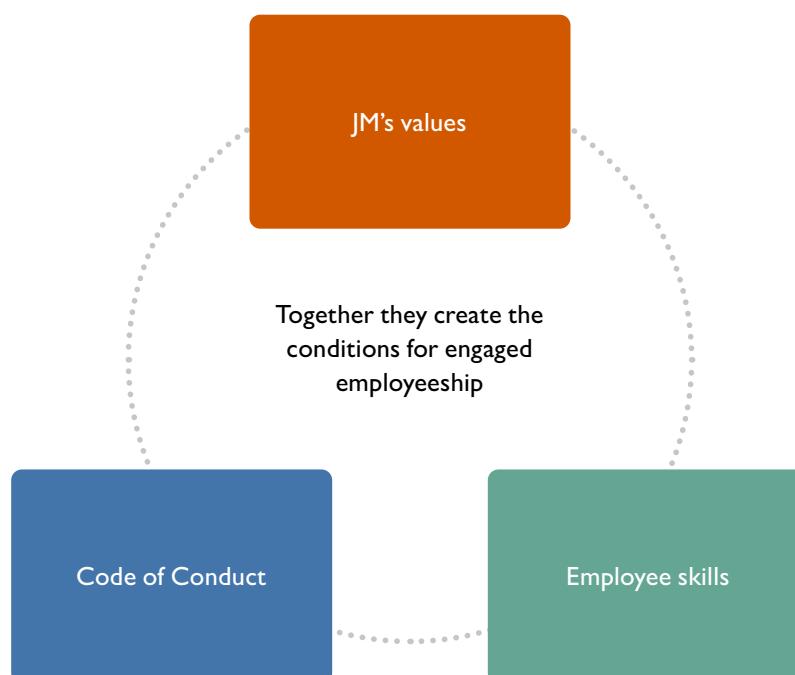 JM’s values
Together they create the
conditions for engaged
employeeship
Code of Conduct
Employee skills